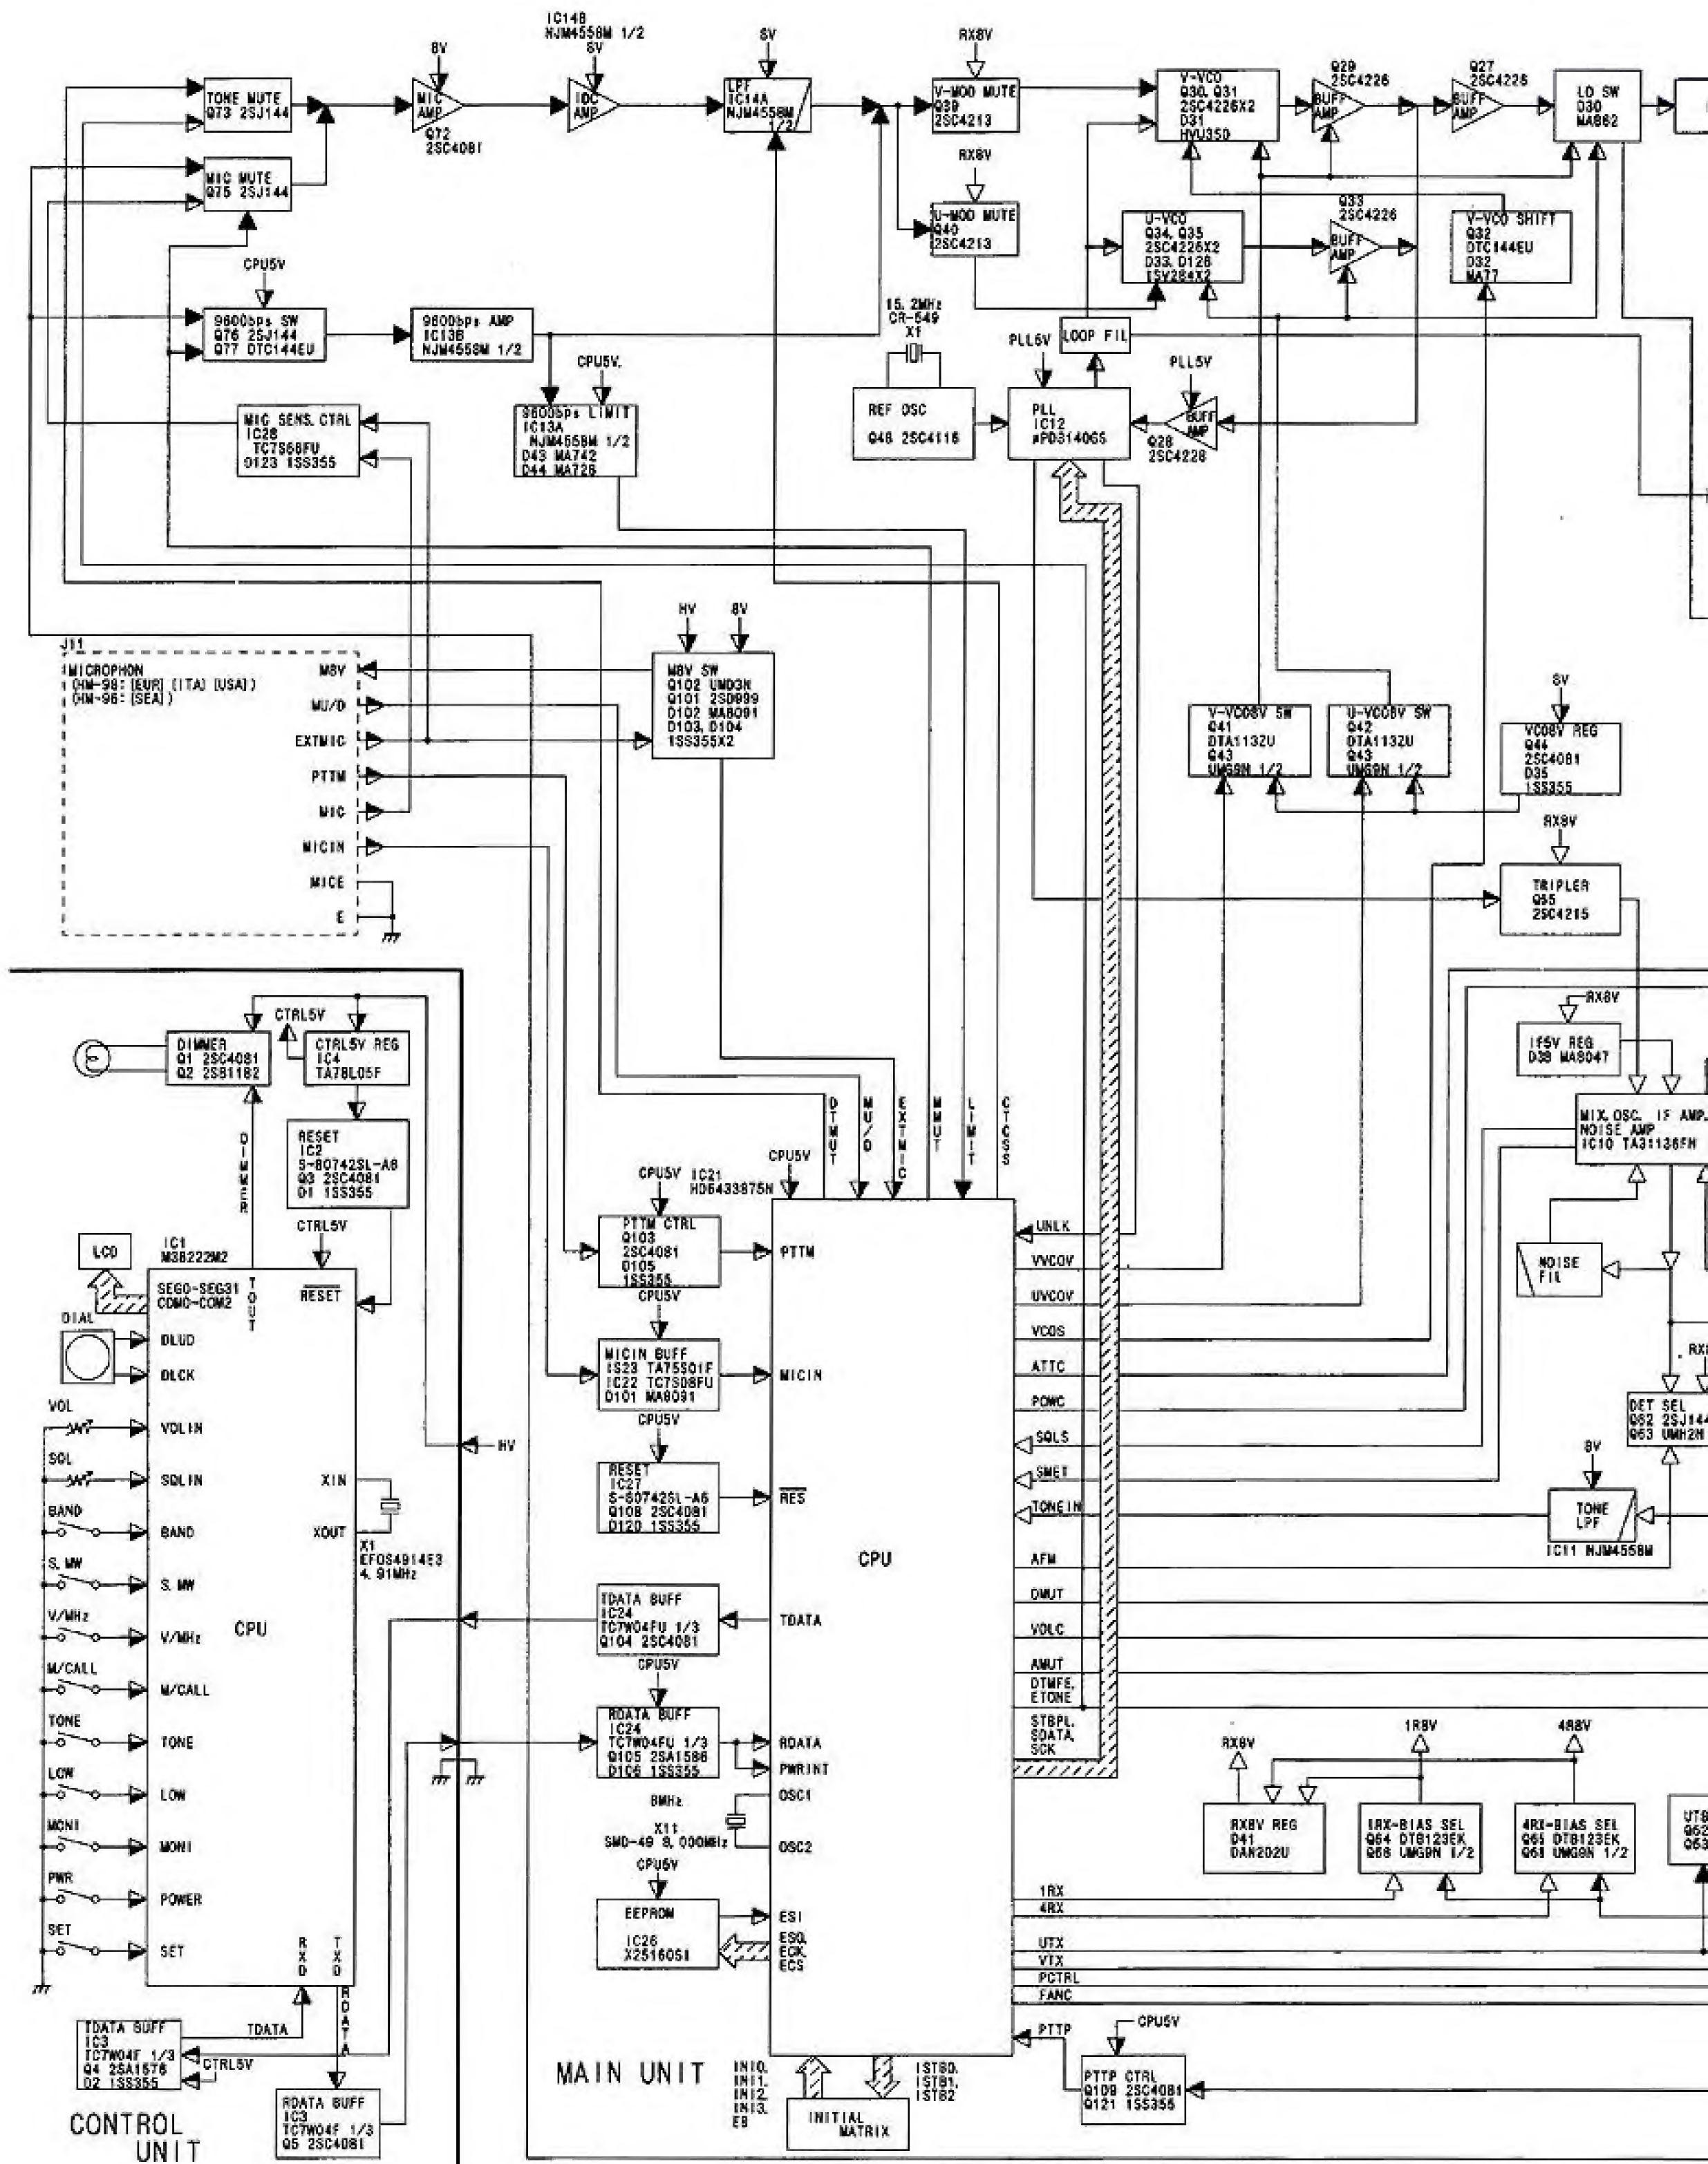 IC14B
NJM4558M 1/2
8V
8V
8V
RX8V
TONE MUTE
Q73 2SJ144
MIC
AMP
Q72
2SC4081
IDC
AMP
LPF
IC14A
NJM4558M
1/2
V-MOD MUTE
Q39
2SC4213
V-VCO
Q30, Q31
2SC4226X2
D31
HVU350
Q29
2SC4226
BUFF
AMP
Q27
2SC4226
BUFF
AMP
LO SW
D30
MA862
MIC MUTE
Q75 2SJ144
RX8V
U-MOD MUTE
Q40
2SC4213
U-VCO
Q34, Q35
2SC4226X2
D33, D126
1SV284X2
Q33
2SC4226
BUFF
AMP
V-VCO SHIFT
Q32
DTC144EU
D32
MA77
CPU5V
9600bps SW
Q76 2SJ144
Q77 DTC144EU
9600bps AMP
IC13B
NJM4558M 1/2
15.2MHz
CR-549
X1
LOOP FIL
PLL5V
PLL5V
CPU5V
MIC SENS. CTRL
IC28
TC7S66FU
D123 1SS355
9600bps LIMIT
IC13A
NJM4558M 1/2
D43 MA742
D44 MA728
REF OSC
Q46 2SC4116
PLL
IC12
μPD3140GS
BUFF
AMP
Q28
2SC4226
J11
MICROPHON
(HM-98: [EUR] [ITA] [USA])
(HM-96: [SEA])
M8V
MU/D
EXTMIC
PTTM
MIC
MICIN
MICE
E
HV
8V
M8V SW
Q102 UMD3N
Q101 2SD999
D102 MA8091
D103, D104
1SS355X2
V-VCO8V SW
Q41
DTA113ZU
Q43
UMG9N 1/2
U-VCO8V SW
Q42
DTA113ZU
Q43
UMG9N 1/2
8V
VCO8V REG
Q44
2SC4081
D35
1SS355
RX8V
TRIPLER
Q55
2SC4215
RX8V
IF5V REG
D38 MA8047
MIX, OSC, IF AMP.
NOISE AMP
IC10 TA31136FN
NOISE
FIL
DET SEL
Q62 2SJ144
Q63 UMH2N
8V
TONE
LPF
IC11 NJM4558M
CTRL5V
DIMMER
Q1 2SC4081
Q2 2SB1182
CTRL5V REG
IC4
TA78L05F
RESET
IC2
S-80742SL-A6
Q3 2SC4081
D1 1SS355
DIMMER
CTRL5V
LCD
IC1
M38222M2
SEG0-SEG31
COM0-COM2
TOUT
RESET
DIAL
DLUD
DLCK
VOL
VOLIN
SQL
SQLIN
BAND
BAND
S.MW
S.MW
V/MHz
V/MHz
M/CALL
M/CALL
TONE
TONE
LOW
LOW
MONI
MONI
PWR
POWER
SET
SET
CPU
XIN
XOUT
X1
EFOS4914E3
4.91MHz
RXD
TXD
HV
TDATA
RDATA
TDATA BUFF
IC3
TC7W04F 1/3
Q4 2SA1576
D2 1SS355
CTRL5V
RDATA BUFF
IC3
TC7W04F 1/3
Q5 2SC4081
CONTROL
UNIT
DTMUT
MU/D
EXTMIC
MMUT
LIMIT
CTCSS
CPU5V
IC21
HD6433875N
CPU5V
PTTM CTRL
Q103
2SC4081
D105
1SS355
CPU5V
MICIN BUFF
IS23 TA75S01F
IC22 TC7S08FU
D101 MA8091
CPU5V
RESET
IC27
S-80742SL-A6
Q108 2SC4081
D120 1SS355
TDATA BUFF
IC24
TC7W04FU 1/3
Q104 2SC4081
CPU5V
RDATA BUFF
IC24
TC7W04FU 1/3
Q105 2SA1586
D106 1SS355
8MHz
X11
SMD-49 8.000MHz
CPU5V
EEPROM
IC26
X25160SI
PTTM
MICIN
RES
TDATA
RDATA
PWRINT
OSC1
OSC2
ESI
ESO,
ECK,
ECS
CPU
UNLK
VVCOV
UVCOV
VCOS
ATTC
POWC
SQLS
SMET
TONEIN
AFM
DMUT
VOLC
AMUT
DTMFE,
ETONE
STBPL,
SDATA,
SCK
1RX
4RX
UTX
VTX
PCTRL
FANC
PTTP
RX8V
1R8V
4R8V
RX8V REG
D41
DAN202U
1RX-BIAS SEL
Q64 DTB123EK
Q68 UMG9N 1/2
4RX-BIAS SEL
Q65 DTB123EK
Q68 UMG9N 1/2
CPU5V
PTTP CTRL
Q109 2SC4081
Q121 1SS355
MAIN UNIT
INI0,
INI1,
INI2,
INI3,
EB
ISTB0,
ISTB1,
ISTB2
INITIAL
MATRIX